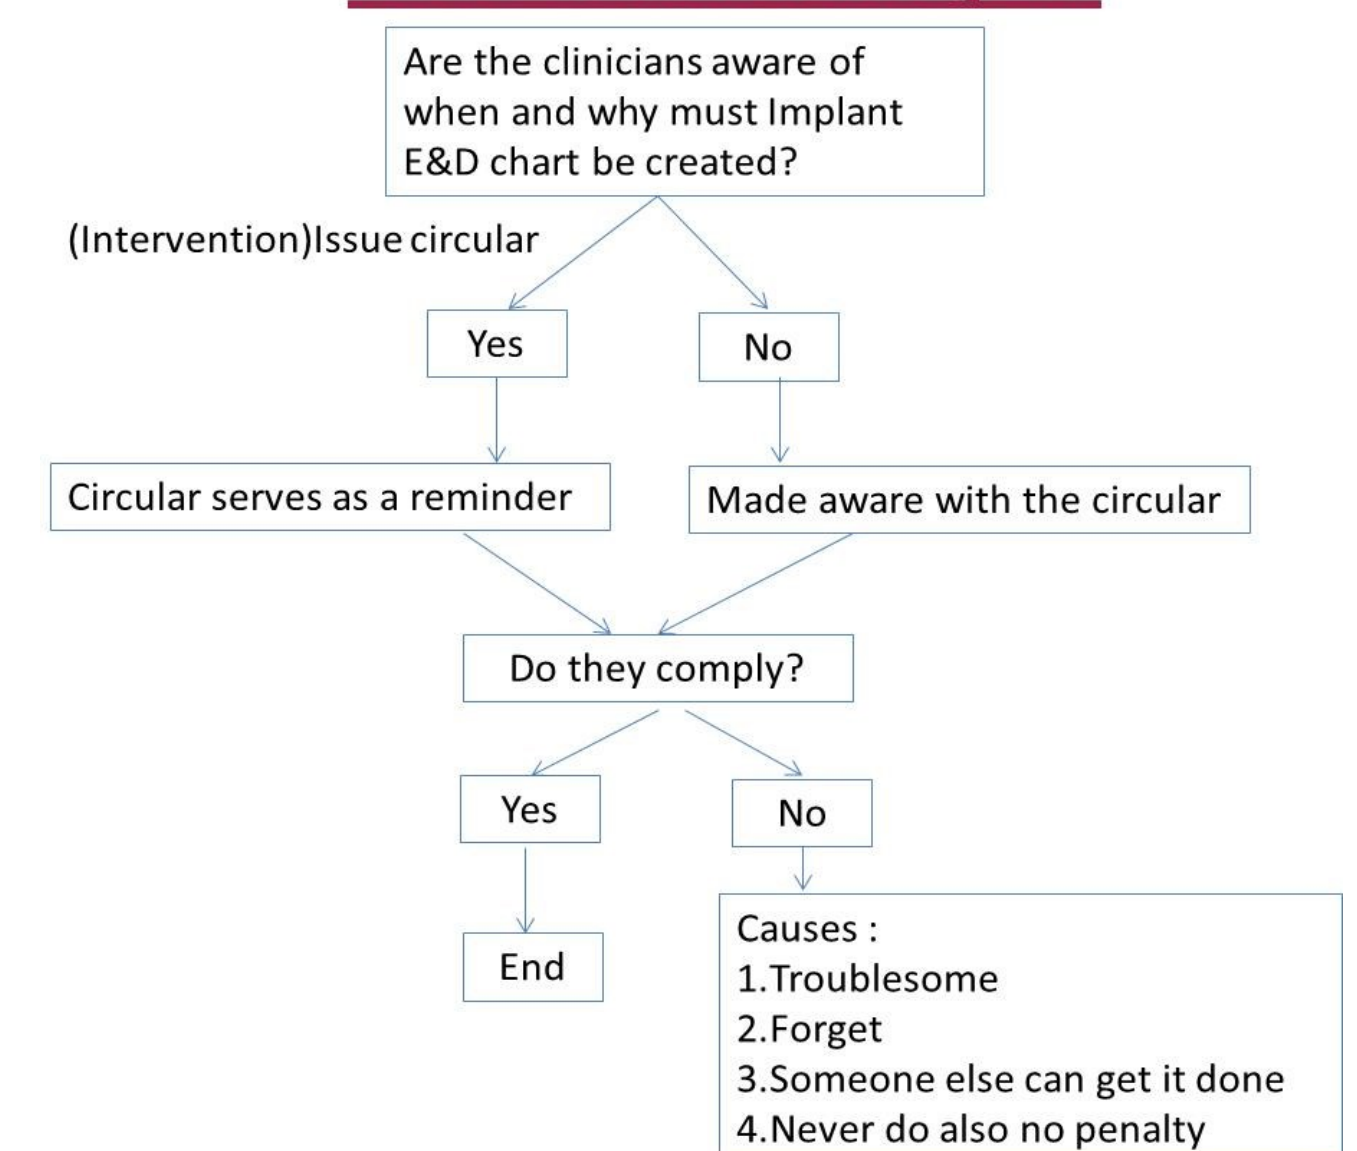 Are the clinicians aware of
when and why must Implant
E&D chart be created?
(Intervention)Issue circular
Yes
No
Circular serves as a reminder
Made aware with the circular
Do they comply?
Yes
No
End
Causes :
1.Troublesome
2.Forget
3.Someone else can get it done
4.Never do also no penalty